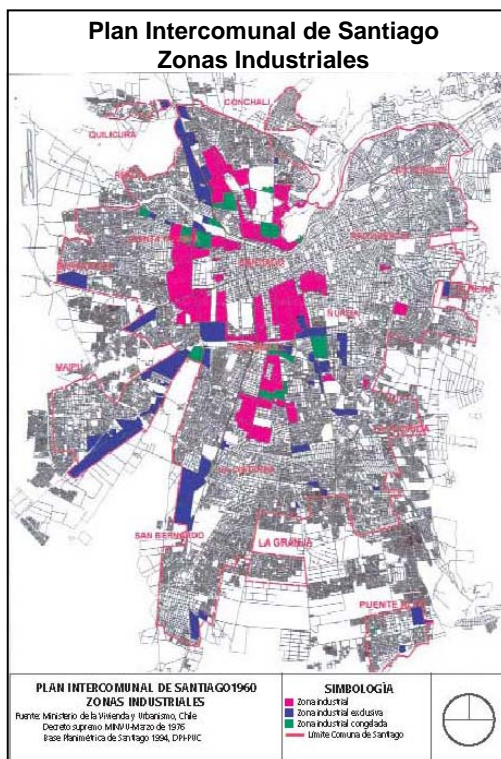 Plan Intercomunal de Santiago
Zonas Industriales
CONCHALI
QUILICURA
SANTIAGO
ÑUÑOA
MAIPU
LA CISTERNA
SAN BERNARDO
LA GRANJA
PUENTE ALTO
PLAN INTERCOMUNAL DE SANTIAGO 1960
ZONAS INDUSTRIALES
Fuente: Ministerio de la Vivienda y Urbanismo, Chile
Decreto supremo MINVU-Marzo de 1976
Base Planimétrica de Santiago 1994, DPI-PUC
SIMBOLOGÍA
Zona industrial
Zona industrial exclusiva
Zona industrial congelada
Límite Comuna de Santiago